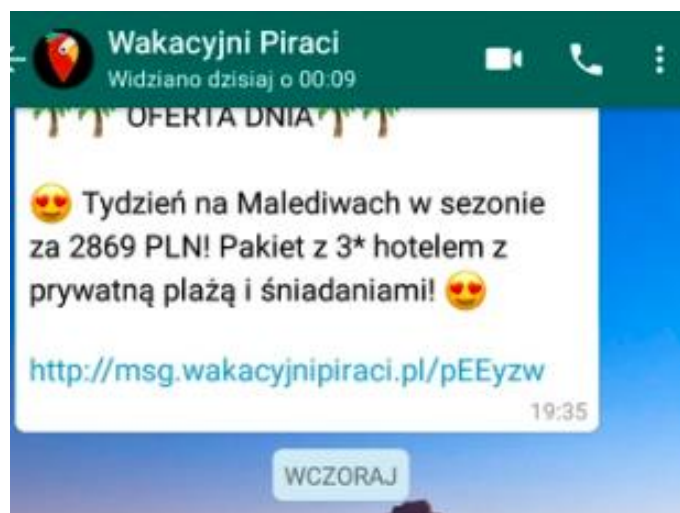 Wakacyjni Piraci
Widziano dzisiaj o 00:09
OFERTA DNIA
😍 Tydzień na Malediwach w sezonie
za 2869 PLN! Pakiet z 3* hotelem z
prywatną plażą i śniadaniami! 😍
http://msg.wakacyjnipiraci.pl/pEEyzw
19:35
WCZORAJ